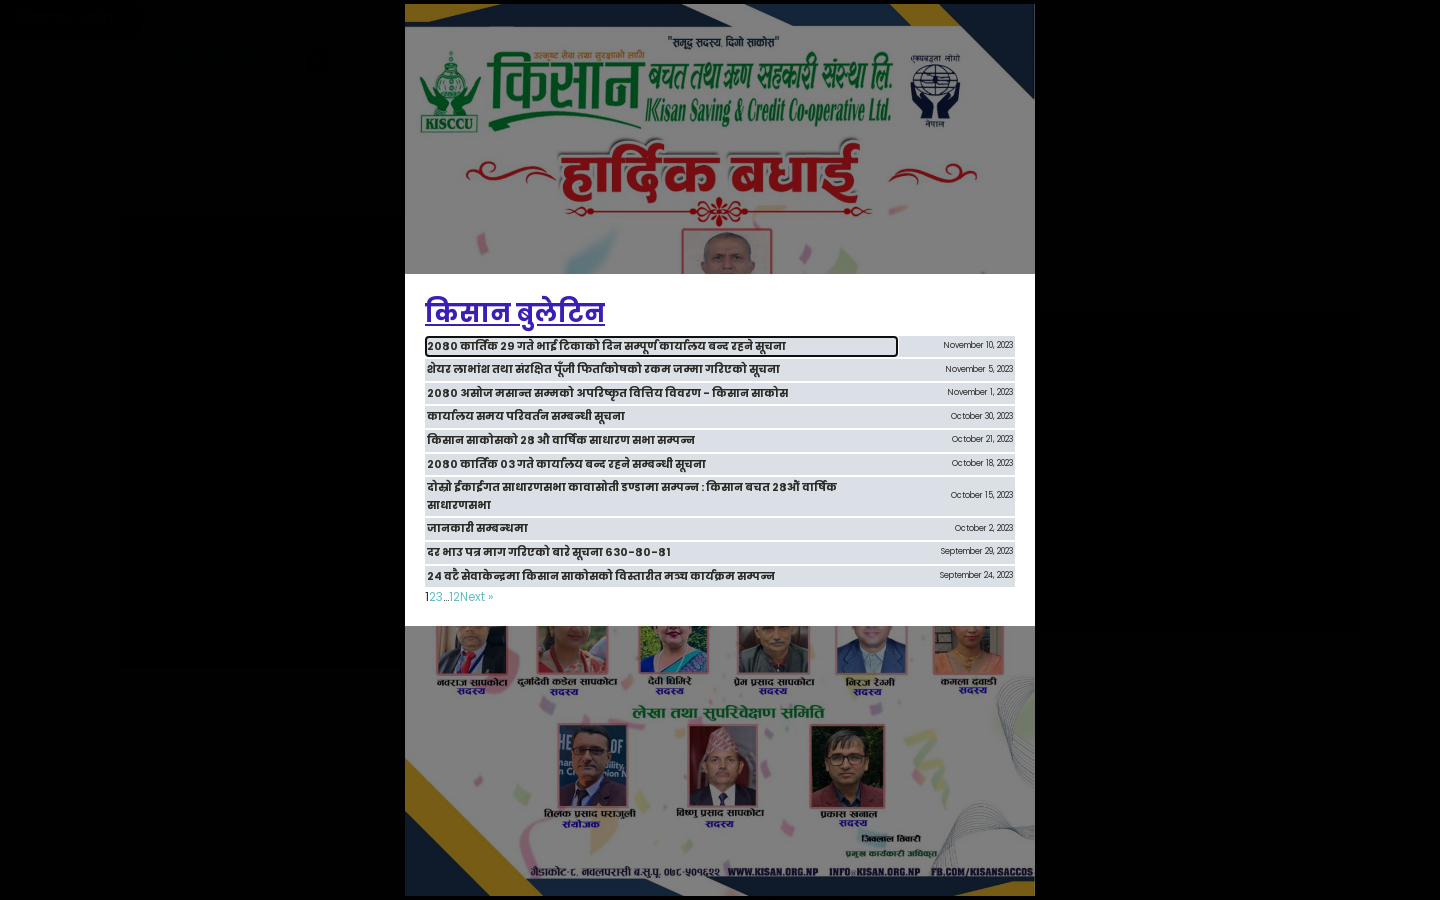 "समृद्ध सदस्य, दिगो साकोस"
उत्कृष्ट सेवा तथा सुरक्षाको लागि
एकघबद्धता लोगो
किसान बचत तथा ऋण सहकारी संस्था लि.
Kisan Saving & Credit Co-operative Ltd.
KISCCU
नेपाल
हार्दिक बधाई
किसान बुलेटिन
2080 कार्तिक 29 गते भाई टिकाको दिन सम्पूर्ण कार्यालय बन्द रहने सूचना November 10, 2023
शेयर लाभांश तथा संरक्षित पूँजी फिर्ताकोषको रकम जम्मा गरिएको सूचना November 5, 2023
2080 असोज मसान्त सम्मको अपरिष्कृत वित्तिय विवरण – किसान साकोस November 1, 2023
कार्यालय समय परिवर्तन सम्बन्धी सूचना October 30, 2023
किसान साकोसको 28 औ वार्षिक साधारण सभा सम्पन्न October 21, 2023
2080 कार्तिक 03 गते कार्यालय बन्द रहने सम्बन्धी सूचना October 18, 2023
दोस्रो ईकाईगत साधारणसभा कावासोती डण्डामा सम्पन्न : किसान बचत 28औं वार्षिक
साधारणसभा October 15, 2023
जानकारी सम्बन्धमा October 2, 2023
दर भाउ पत्र माग गरिएको बारे सूचना 630-80-81 September 29, 2023
24 वटै सेवाकेन्द्रमा किसान साकोसको विस्तारीत मञ्च कार्यक्रम सम्पन्न September 24, 2023
123…12Next »
नवराज सापकोटा दुर्गादेवी कडेल सापकोटा देवी घिमिरे प्रेम प्रसाद सापकोटा निरज रेग्मी कमला दवाडी
सदस्य सदस्य सदस्य सदस्य सदस्य सदस्य
लेखा तथा सुपरिवेक्षण समिति
तिलक प्रसाद पराजुली विष्णु प्रसाद सापकोटा प्रकास खनाल
संयोजक सदस्य सदस्य
जिवलाल तिवारी
प्रमुख कार्यकारी अधिकृत
गैडाकोट-८, नवलपरासी ब.सु.पू. ०७८-५०१६२२ WWW.KISAN.ORG.NP INFO@KISAN.ORG.NP FB.COM/KISANSACCOS